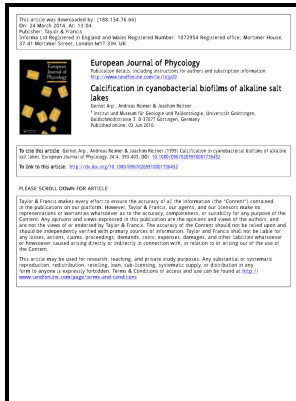 This article was downloaded by: [188.134.76.66]
On: 24 March 2014, At: 13:04
Publisher: Taylor & Francis
Informa Ltd Registered in England and Wales Registered Number: 1072954 Registered office: Mortimer House,
37-41 Mortimer Street, London W1T 3JH, UK
European Journal of Phycology
Publication details, including instructions for authors and subscription information:
http://www.tandfonline.com/loi/tejp20
Calcification in cyanobacterial biofilms of alkaline salt
lakes
Gernot Arp , Andreas Reimer & Joachim Reitner
Institut und Museum für Geologie und Paläontologie, Universität Göttingen,
Goldschmidtstrasse 3, D-37077 Göttingen, Germany
Published online: 03 Jun 2010.
To cite this article: Gernot Arp , Andreas Reimer & Joachim Reitner (1999) Calcification in cyanobacterial biofilms of alkaline
salt lakes, European Journal of Phycology, 34:4, 393-403, DOI: 10.1080/09670269910001736452
To link to this article: http://dx.doi.org/10.1080/09670269910001736452
PLEASE SCROLL DOWN FOR ARTICLE
Taylor & Francis makes every effort to ensure the accuracy of all the information (the "Content") contained
in the publications on our platform. However, Taylor & Francis, our agents, and our licensors make no
representations or warranties whatsoever as to the accuracy, completeness, or suitability for any purpose of the
Content. Any opinions and views expressed in this publication are the opinions and views of the authors, and
are not the views of or endorsed by Taylor & Francis. The accuracy of the Content should not be relied upon and
should be independently verified with primary sources of information. Taylor and Francis shall not be liable for
any losses, actions, claims, proceedings, demands, costs, expenses, damages, and other liabilities whatsoever
or howsoever caused arising directly or indirectly in connection with, in relation to or arising out of the use of
the Content.
This article may be used for research, teaching, and private study purposes. Any substantial or systematic
reproduction, redistribution, reselling, loan, sub-licensing, systematic supply, or distribution in any
form to anyone is expressly forbidden. Terms & Conditions of access and use can be found at http://
www.tandfonline.com/page/terms-and-conditions